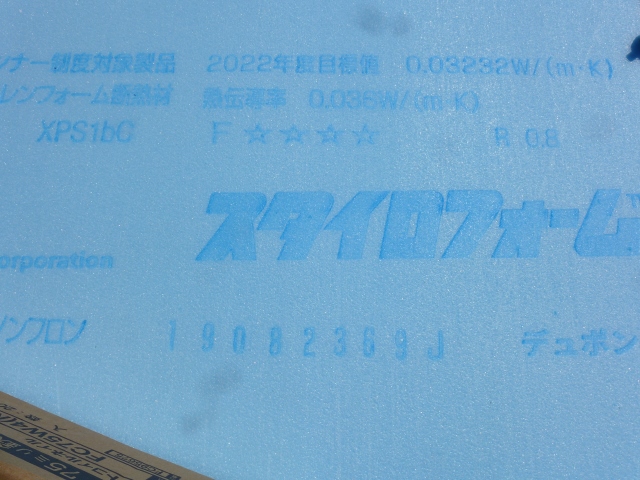 ンナー制度対象製品 2022年度目標値 0.03232W/(m·K)
レンフォーム断熱材 熱伝導率 0.036W/(m·K)
XPS1bC F☆☆☆☆ R 0.8
スタイロフォーム
orporation
ノンフロン 19082369J デュポン
FC75W40